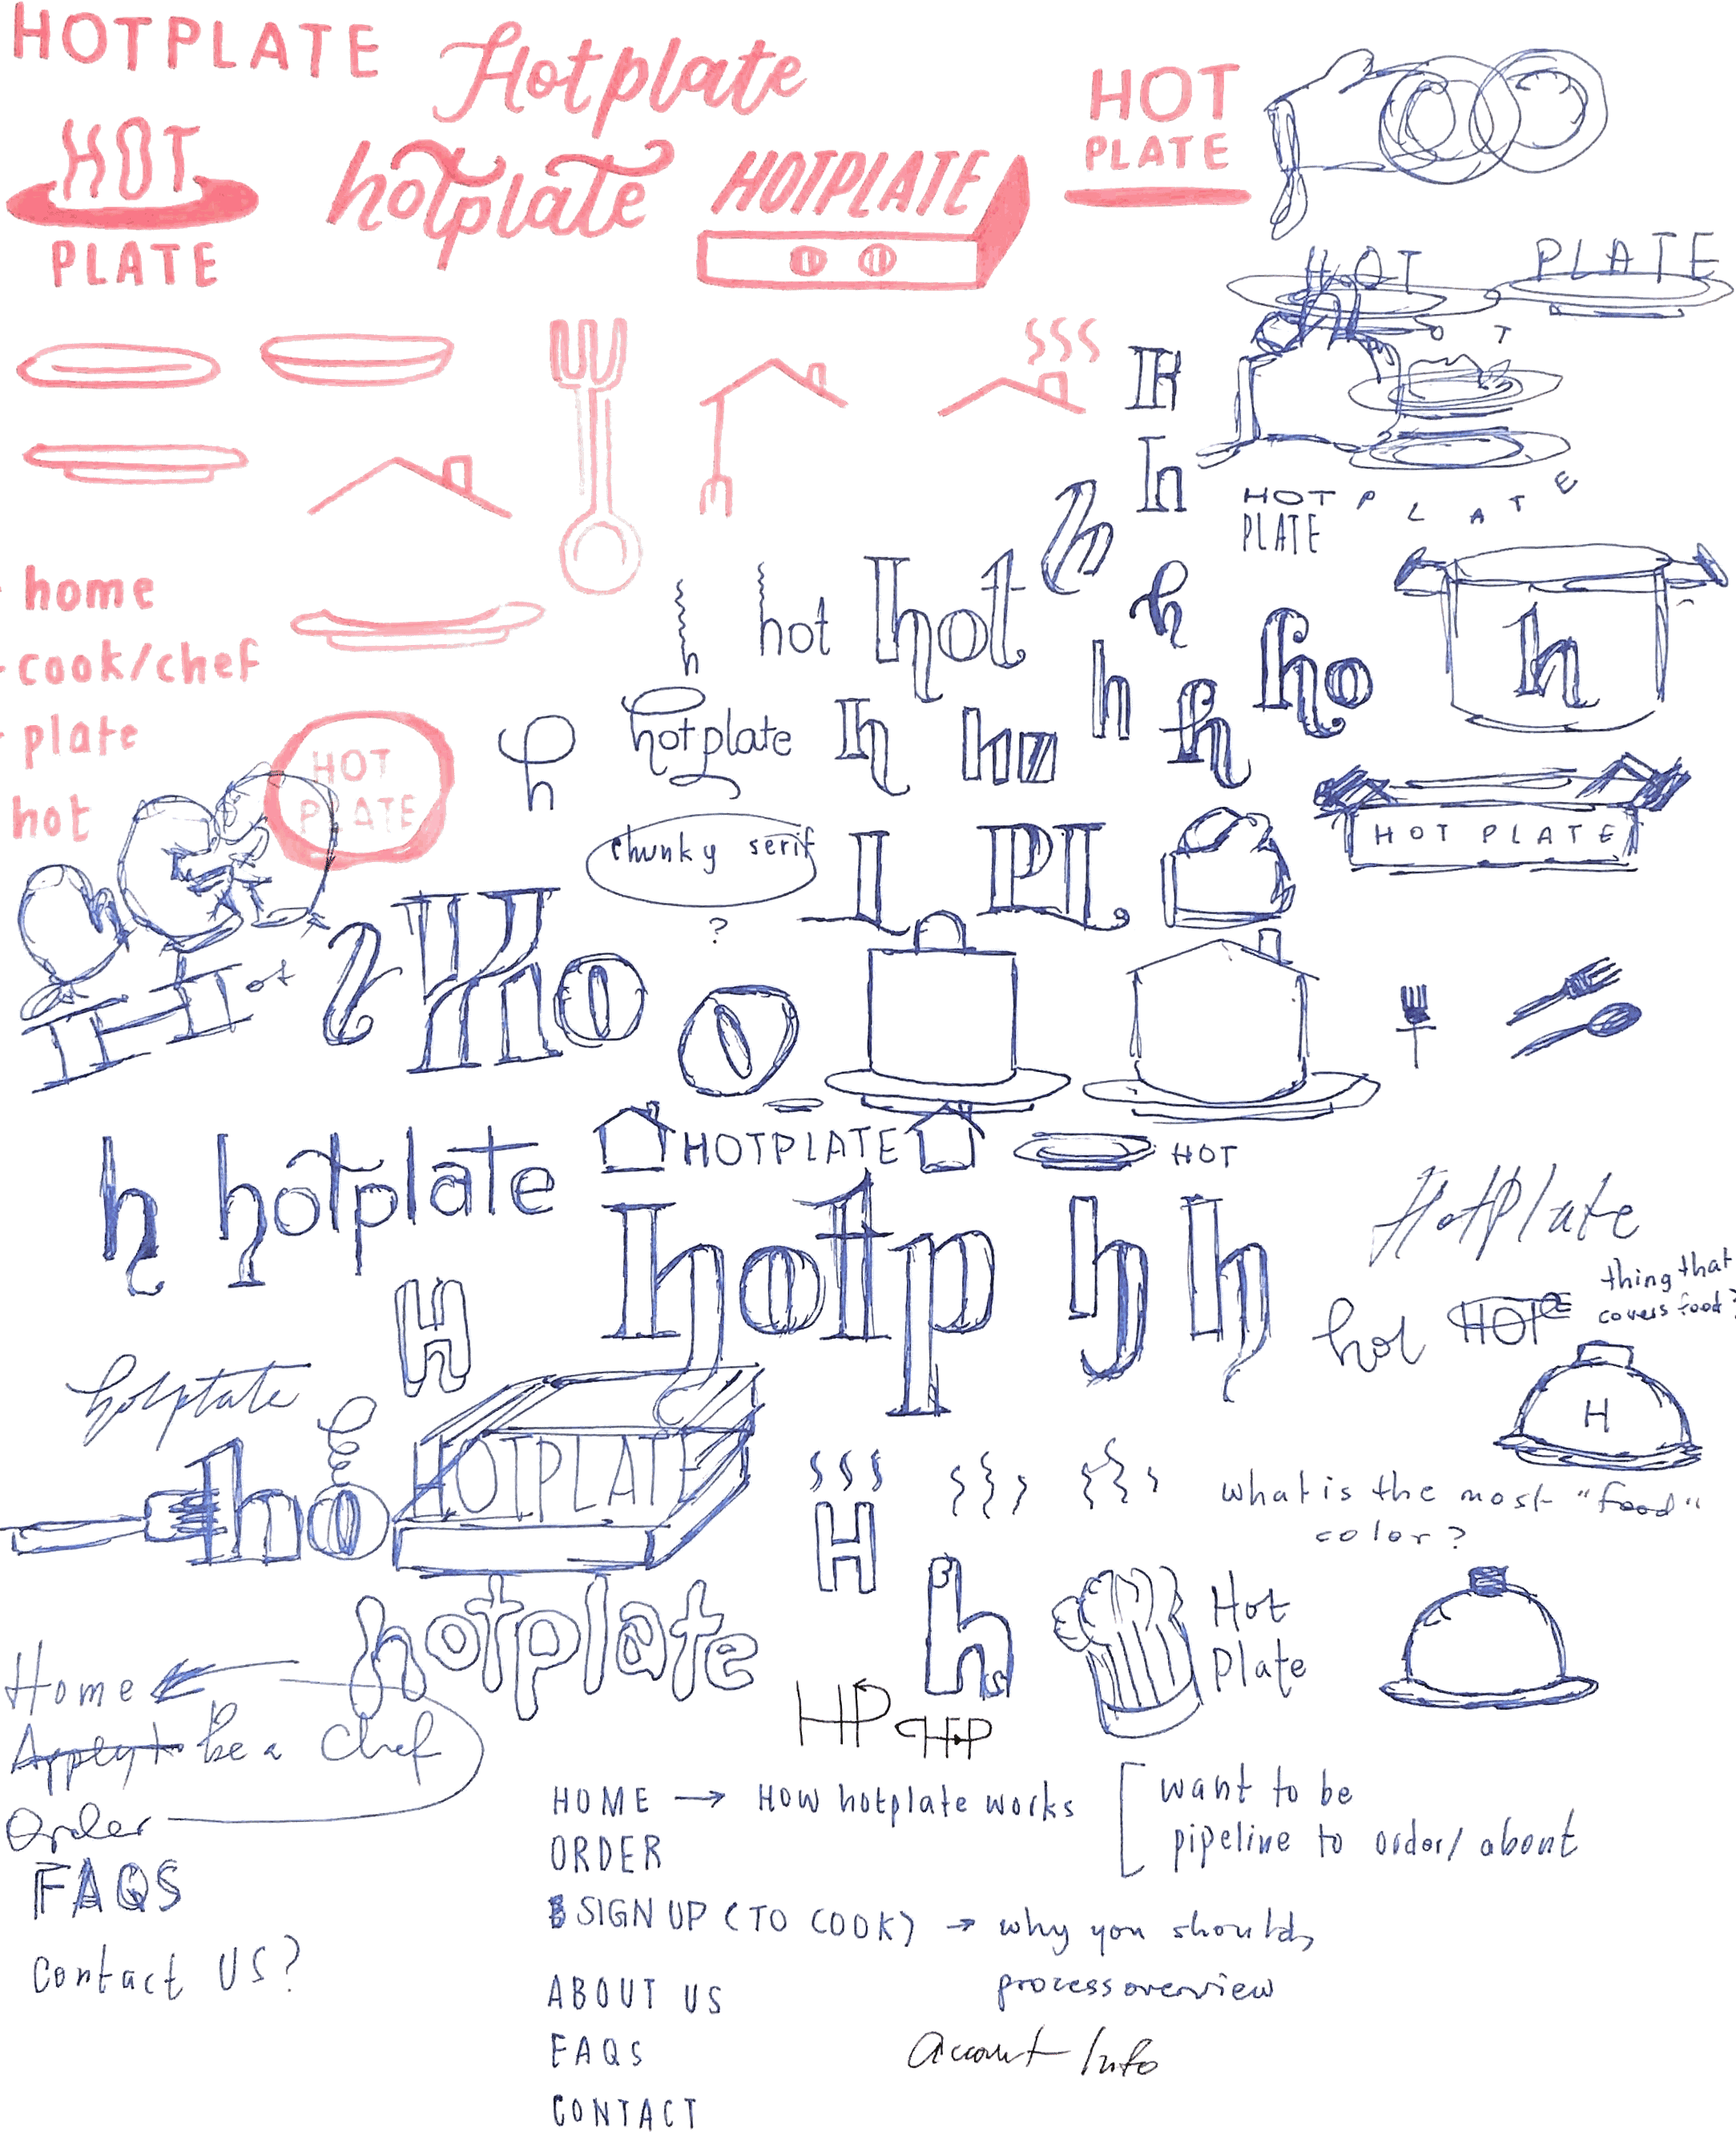 HOTPLATE
Hotplate
HOT
PLATE
HOT
PLATE
hotplate
HOTPLATE
HOT
PLATE
h
h
HOT
PLATE
PLATE
h
home
cook/chef
plate
hot
h
hot
hot
h
h
ho
h
HOT
PLATE
h
hotplate
h
ho
h
HOT PLATE
chunky serif
?
L
PL
Hot
Ho
HOTPLATE
HOT
h
hotplate
hotp
h
h
HotPlate
thing that
covers food?
H
hot
HOT
H
hotplate
ho
HOTPLATE
H
what is the most "food"
color?
h
Hot
Plate
hotplate
HP
HP
Home
Apply to be a chef
Order
FAQS
Contact US?
HOME → How hotplate works
want to be
pipeline to order/about
ORDER
SIGN UP (TO COOK) → why you should,
process overview
ABOUT US
FAQS
Account Info
CONTACT